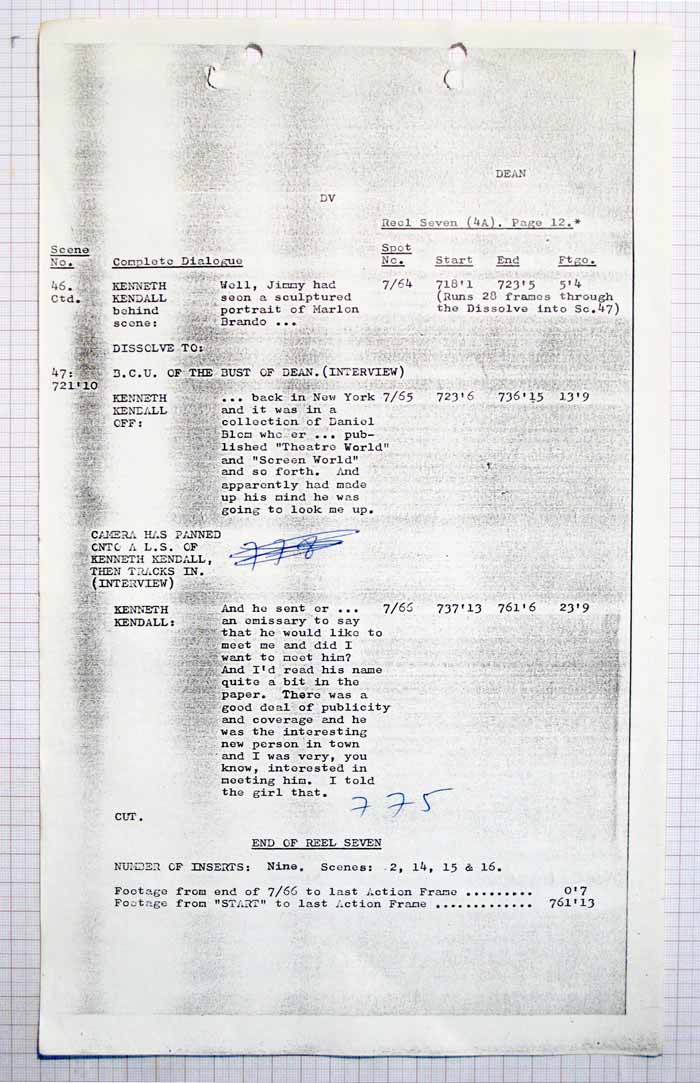 DEAN
DV
Reel Seven (4A). Page 12.*
Scene No. Complete Dialogue Spot No. Start End Ftge.
46. Ctd. KENNETH Well, Jimmy had 7/64 718'1 723'5 5'4
KENDALL seen a sculptured (Runs 28 frames through
behind portrait of Marlon the Dissolve into Sc.47)
scene: Brando ...
DISSOLVE TO:
47: B.C.U. OF THE BUST OF DEAN.(INTERVIEW)
721'10
KENNETH ... back in New York 7/65 723'6 736'15 13'9
KENDALL and it was in a
OFF: collection of Daniel
Blom who er ... pub-
lished "Theatre World"
and "Screen World"
and so forth. And
apparently had made
up his mind he was
going to look me up.
CAMERA HAS PANNED
ONTO A L.S. OF
KENNETH KENDALL,
THEN TRACKS IN.
(INTERVIEW)
KENNETH And he sent er ... 7/66 737'13 761'6 23'9
KENDALL: an emissary to say
that he would like to
meet me and did I
want to meet him?
And I'd read his name
quite a bit in the
paper. There was a
good deal of publicity
and coverage and he
was the interesting
new person in town
and I was very, you
know, interested in
meeting him. I told
the girl that.
775
CUT.
END OF REEL SEVEN
NUMBER OF INSERTS: Nine. Scenes: 2, 14, 15 & 16.
Footage from end of 7/66 to last Action Frame ......... 0'7
Footage from "START" to last Action Frame ............. 761'13